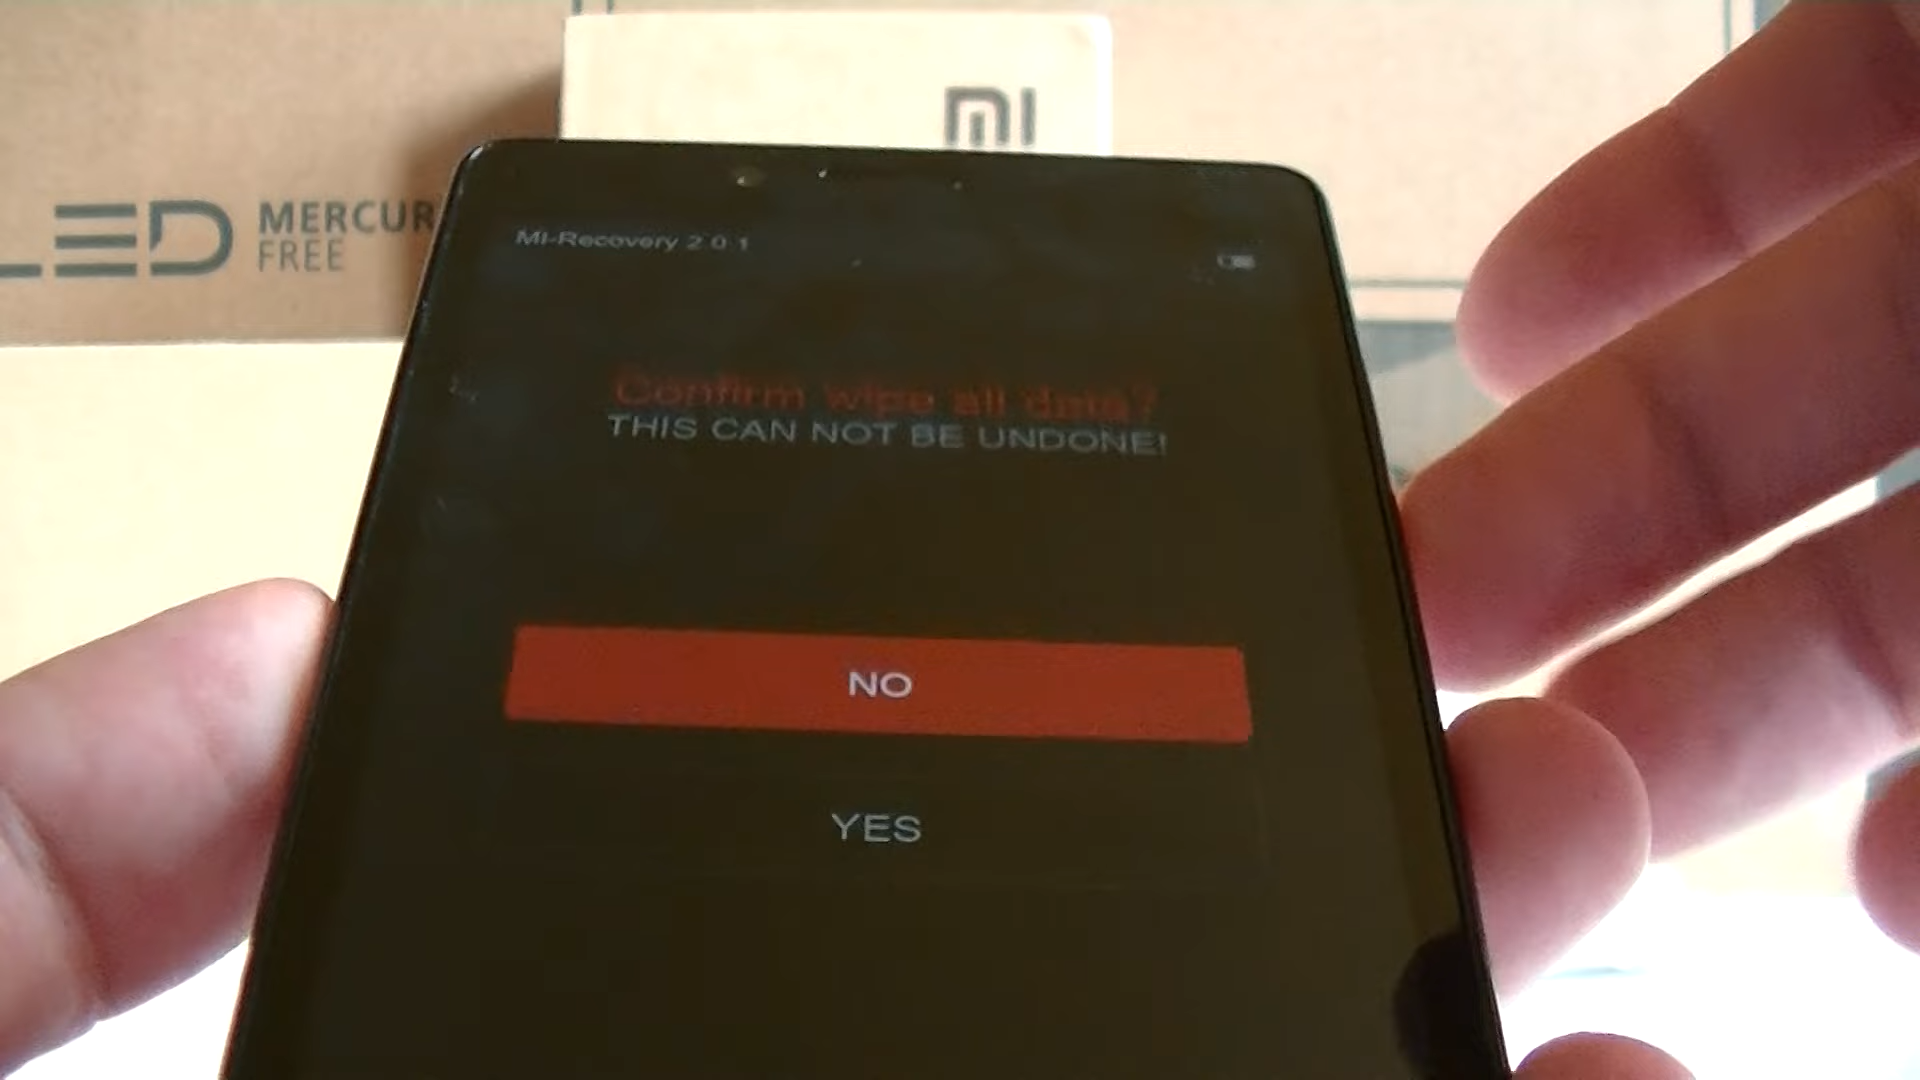 MI
LED MERCUR
FREE
MI-Recovery 2.0.1
Confirm wipe all data?
THIS CAN NOT BE UNDONE!
NO
YES